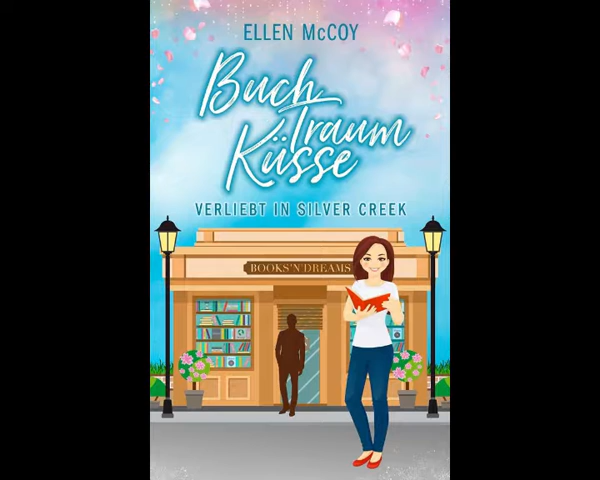 ELLEN McCOY
Buch
Traum
Küsse
VERLIEBT IN SILVER CREEK
BOOKS'N DREAMS